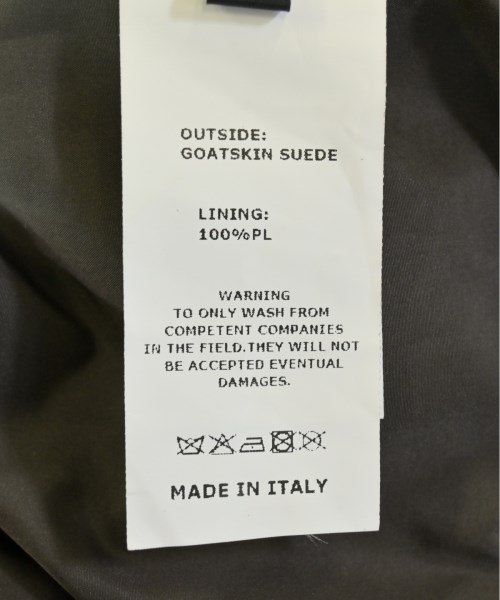 OUTSIDE:
GOATSKIN SUEDE
LINING:
100%PL
WARNING
TO ONLY WASH FROM
COMPETENT COMPANIES
IN THE FIELD.THEY WILL NOT
BE ACCEPTED EVENTUAL
DAMAGES.
MADE IN ITALY